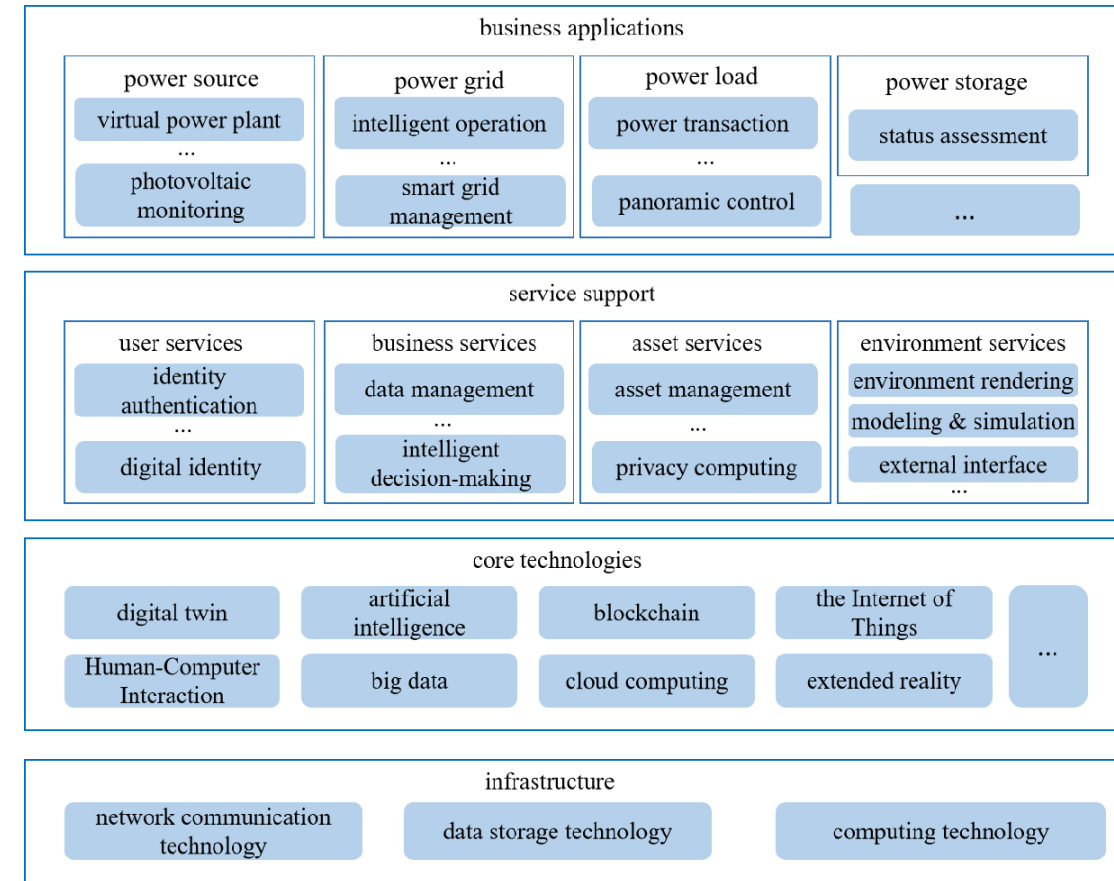 business applications
power source
virtual power plant
...
photovoltaic
monitoring
power grid
intelligent operation
...
smart grid
management
power load
power transaction
...
panoramic control
power storage
status assessment
...
service support
user services
identity
authentication
...
digital identity
business services
data management
...
intelligent
decision-making
asset services
asset management
...
privacy computing
environment services
environment rendering
modeling & simulation
external interface
...
core technologies
digital twin
artificial
intelligence
blockchain
the Internet of
Things
Human-Computer
Interaction
big data
cloud computing
extended reality
...
infrastructure
network communication
technology
data storage technology
computing technology